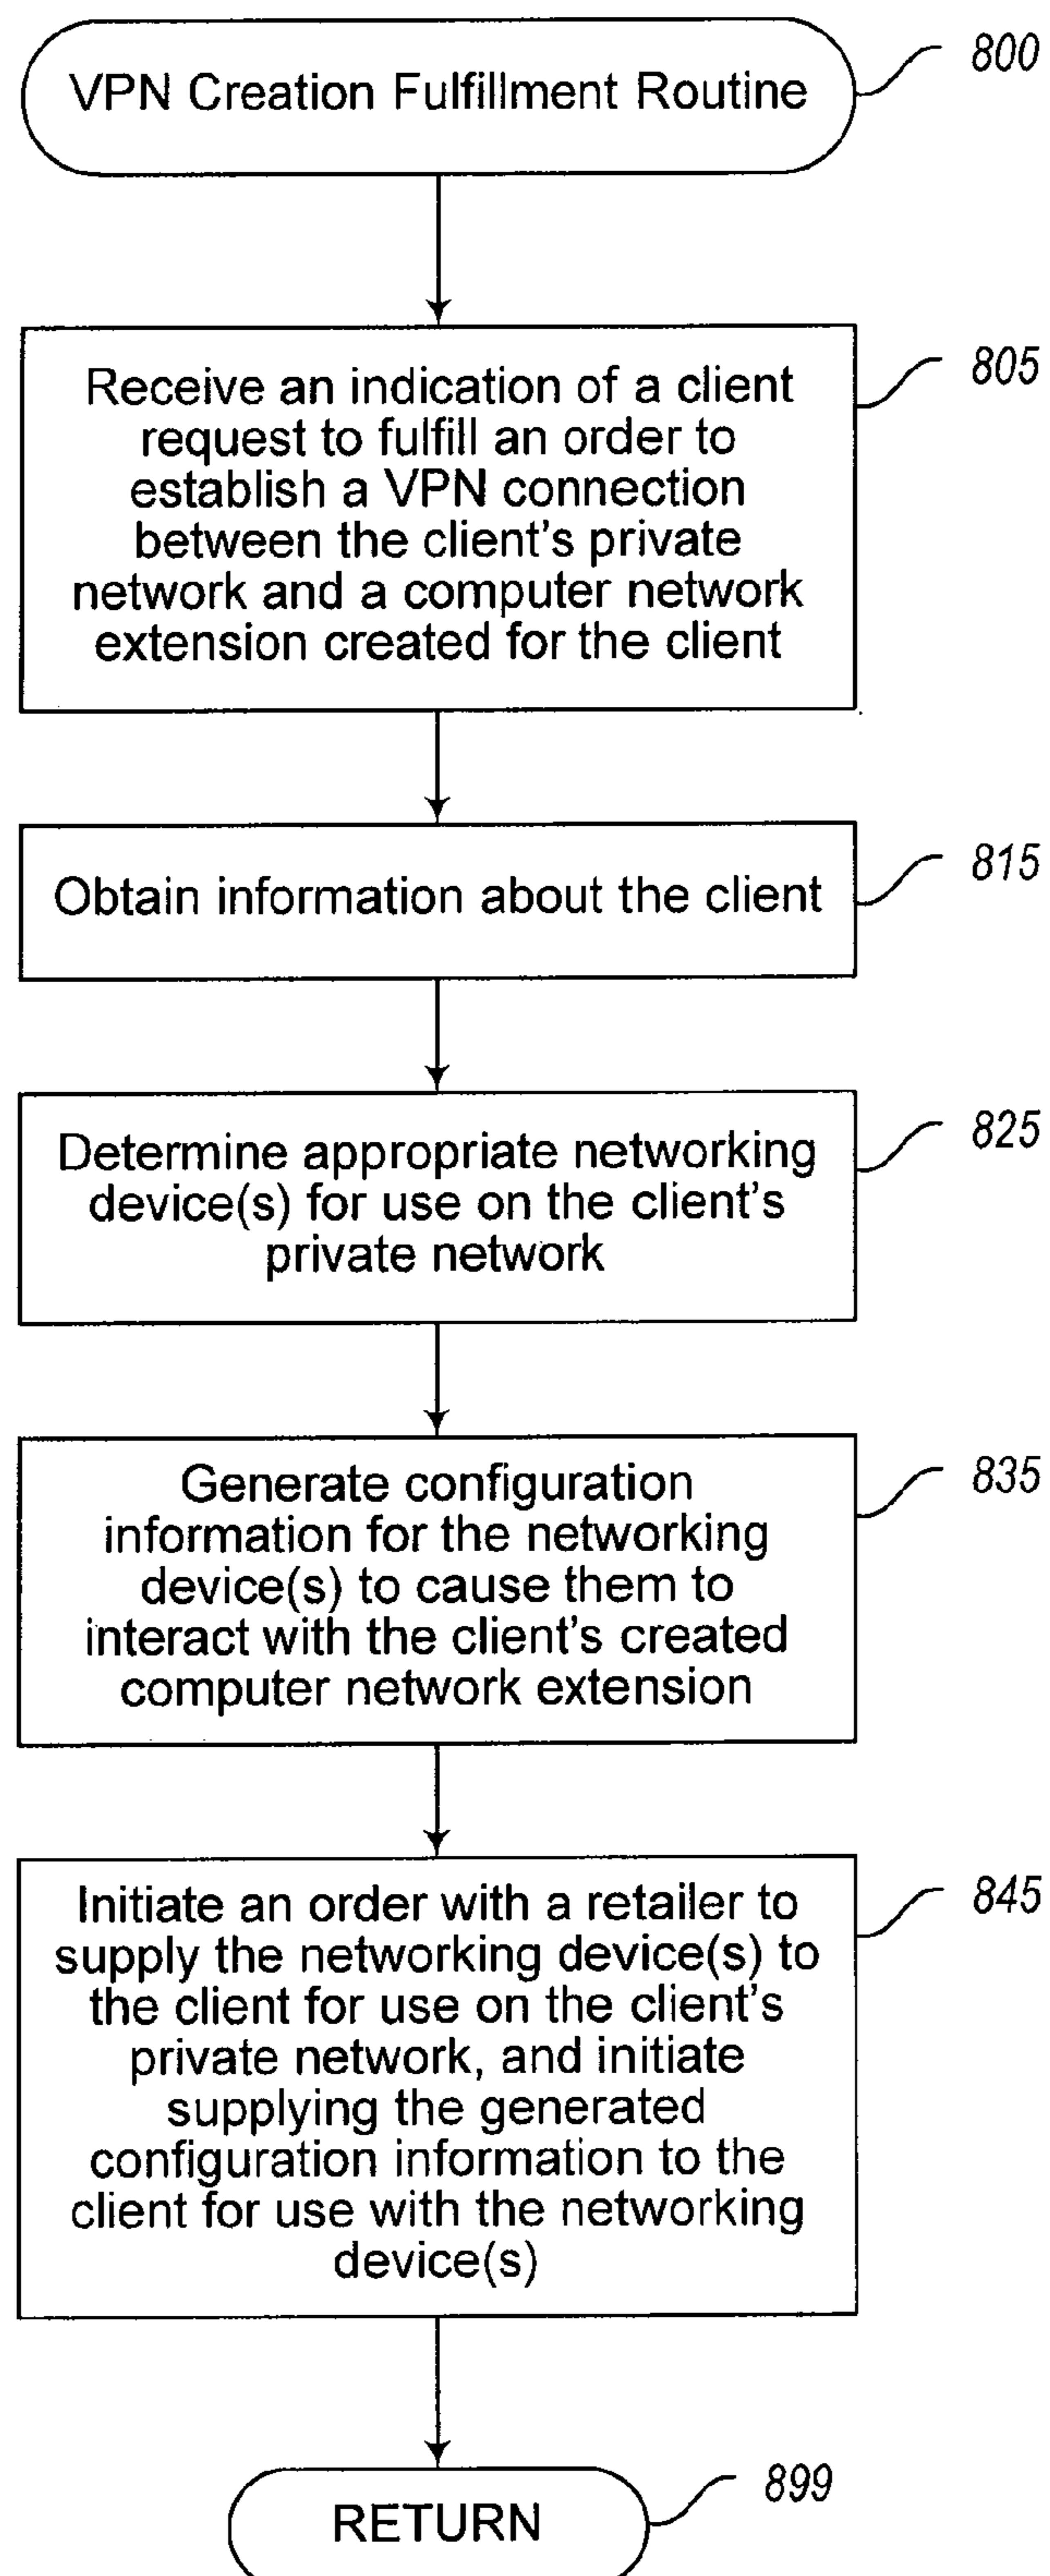 VPN Creation Fulfillment Routine
800
Receive an indication of a client
request to fulfill an order to
establish a VPN connection
between the client's private
network and a computer network
extension created for the client
805
Obtain information about the client
815
Determine appropriate networking
device(s) for use on the client's
private network
825
Generate configuration
information for the networking
device(s) to cause them to
interact with the client's created
computer network extension
835
Initiate an order with a retailer to
supply the networking device(s) to
the client for use on the client's
private network, and initiate
supplying the generated
configuration information to the
client for use with the networking
device(s)
845
RETURN
899